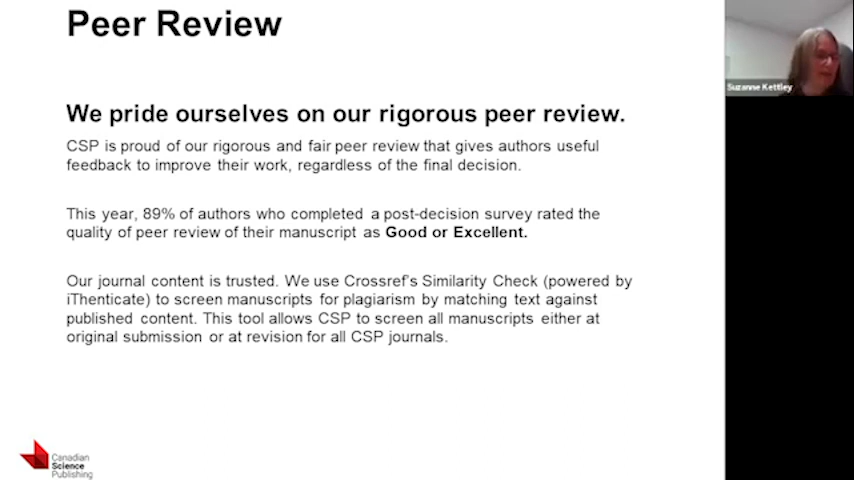 Peer Review
Suzanne Kettley
We pride ourselves on our rigorous peer review.
CSP is proud of our rigorous and fair peer review that gives authors useful
feedback to improve their work, regardless of the final decision.
This year, 89% of authors who completed a post-decision survey rated the
quality of peer review of their manuscript as Good or Excellent.
Our journal content is trusted. We use Crossref's Similarity Check (powered by
iThenticate) to screen manuscripts for plagiarism by matching text against
published content. This tool allows CSP to screen all manuscripts either at
original submission or at revision for all CSP journals.
Canadian
Science
Publishing